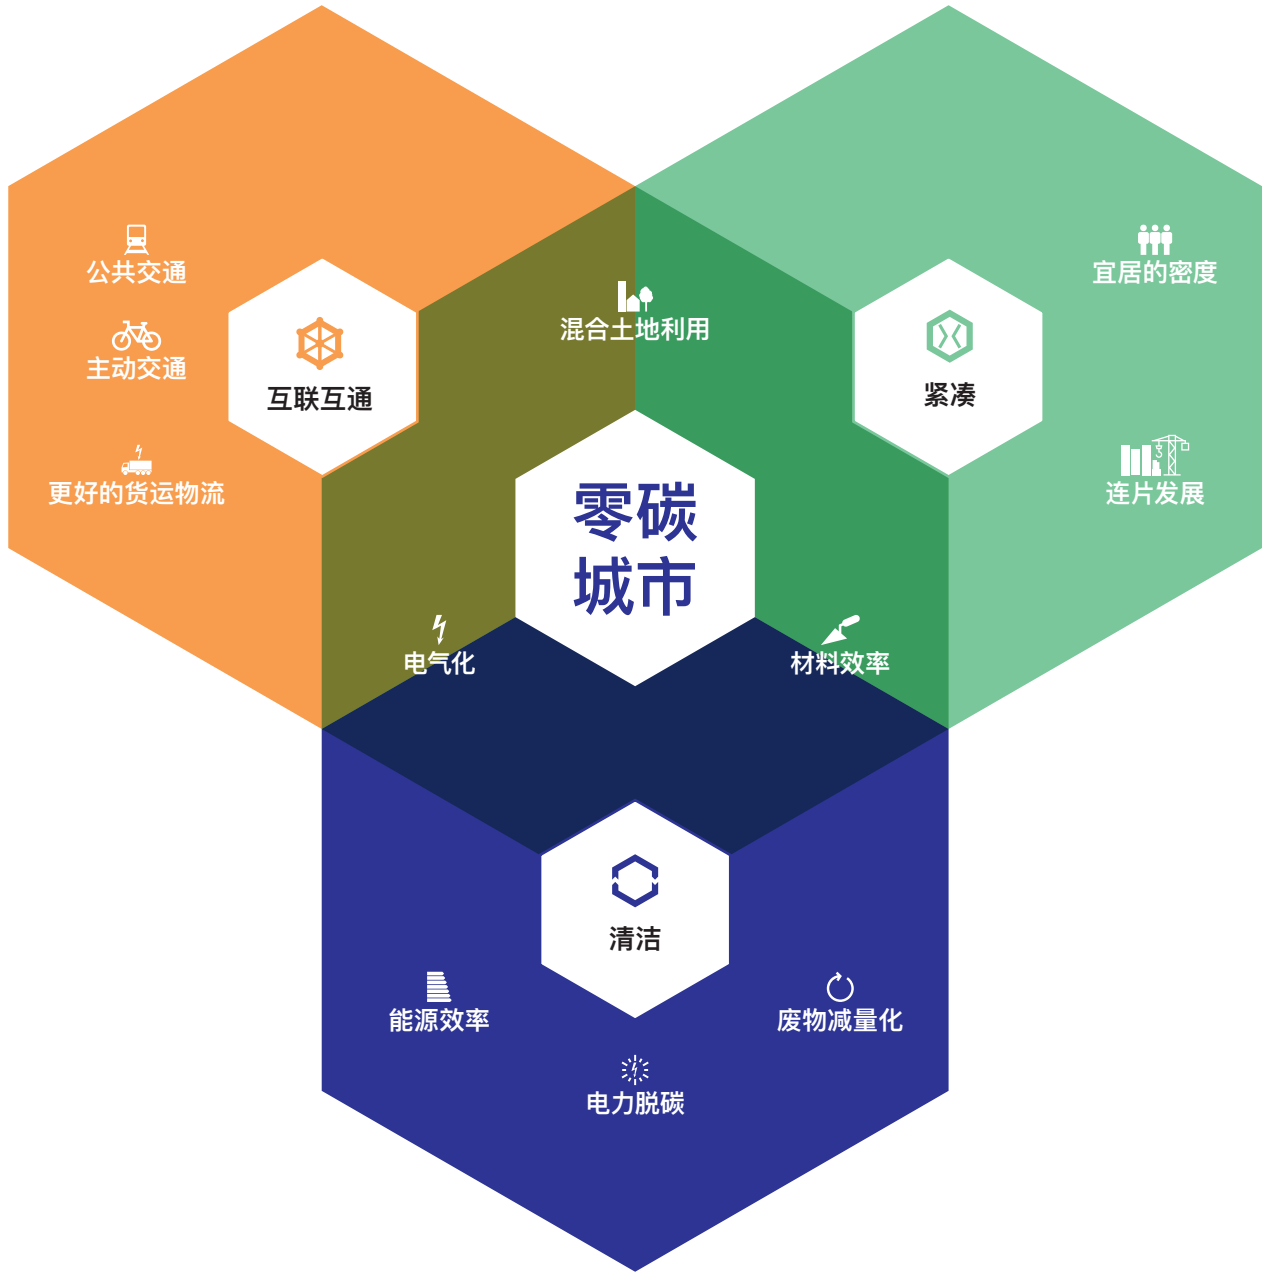 公共交通
宜居的密度
混合土地利用
主动交通
互联互通
紧凑
更好的货运物流
连片发展
零碳
城市
电气化
材料效率
清洁
能源效率
废物减量化
电力脱碳